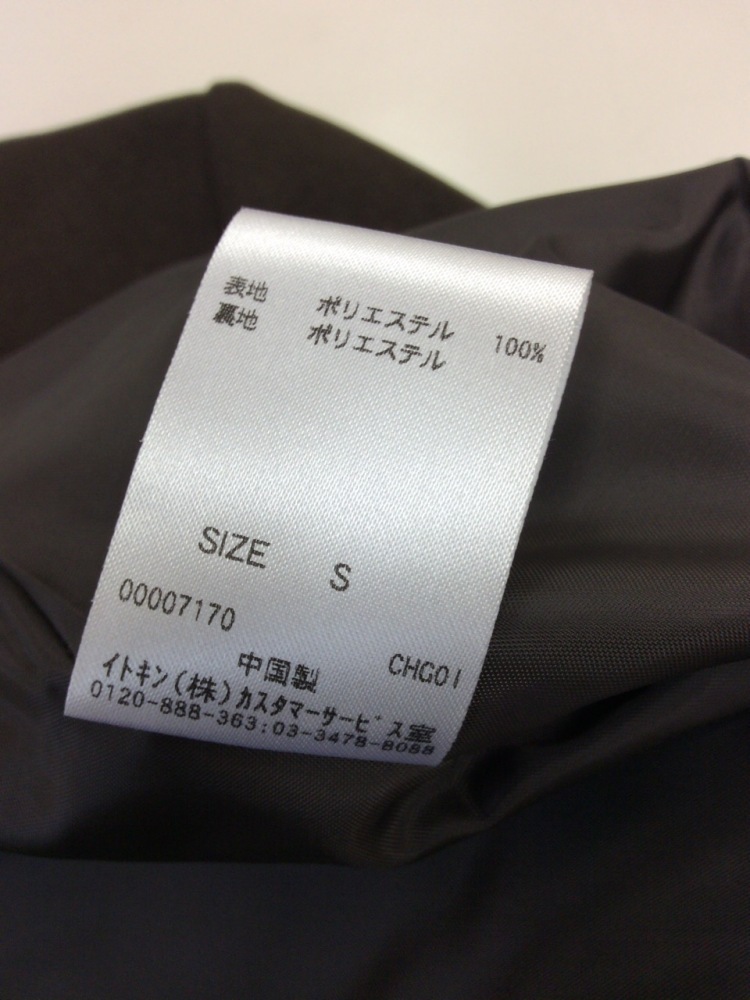 表地 ポリエステル 100%
裏地 ポリエステル
SIZE S
00007170
中国製 CHG01
イトキン(株)カスタマーサービス室
0120-888-363:03-3478-8088